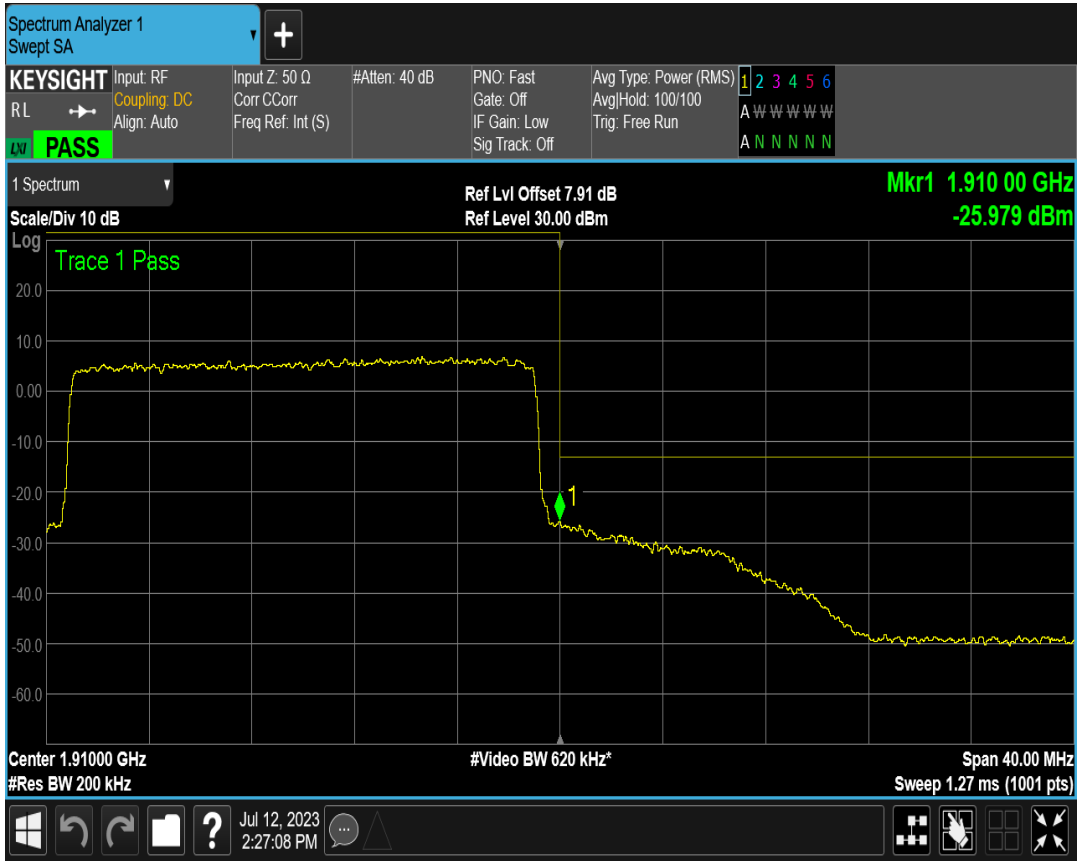 Spectrum Analyzer 1
Swept SA
KEYSIGHT
RL
LXI PASS
Input: RF
Coupling: DC
Align: Auto
Input Z: 50 Ω
Corr CCorr
Freq Ref: Int (S)
#Atten: 40 dB
PNO: Fast
Gate: Off
IF Gain: Low
Sig Track: Off
Avg Type: Power (RMS)
Avg|Hold: 100/100
Trig: Free Run
1 2 3 4 5 6
A W W W W W
A N N N N N
1 Spectrum
Scale/Div 10 dB
Ref Lvl Offset 7.91 dB
Ref Level 30.00 dBm
Mkr1 1.910 00 GHz
-25.979 dBm
Log
Trace 1 Pass
20.0
10.0
0.00
-10.0
-20.0
1
-30.0
-40.0
-50.0
-60.0
Center 1.91000 GHz
#Res BW 200 kHz
#Video BW 620 kHz*
Span 40.00 MHz
Sweep 1.27 ms (1001 pts)
?
Jul 12, 2023
2:27:08 PM